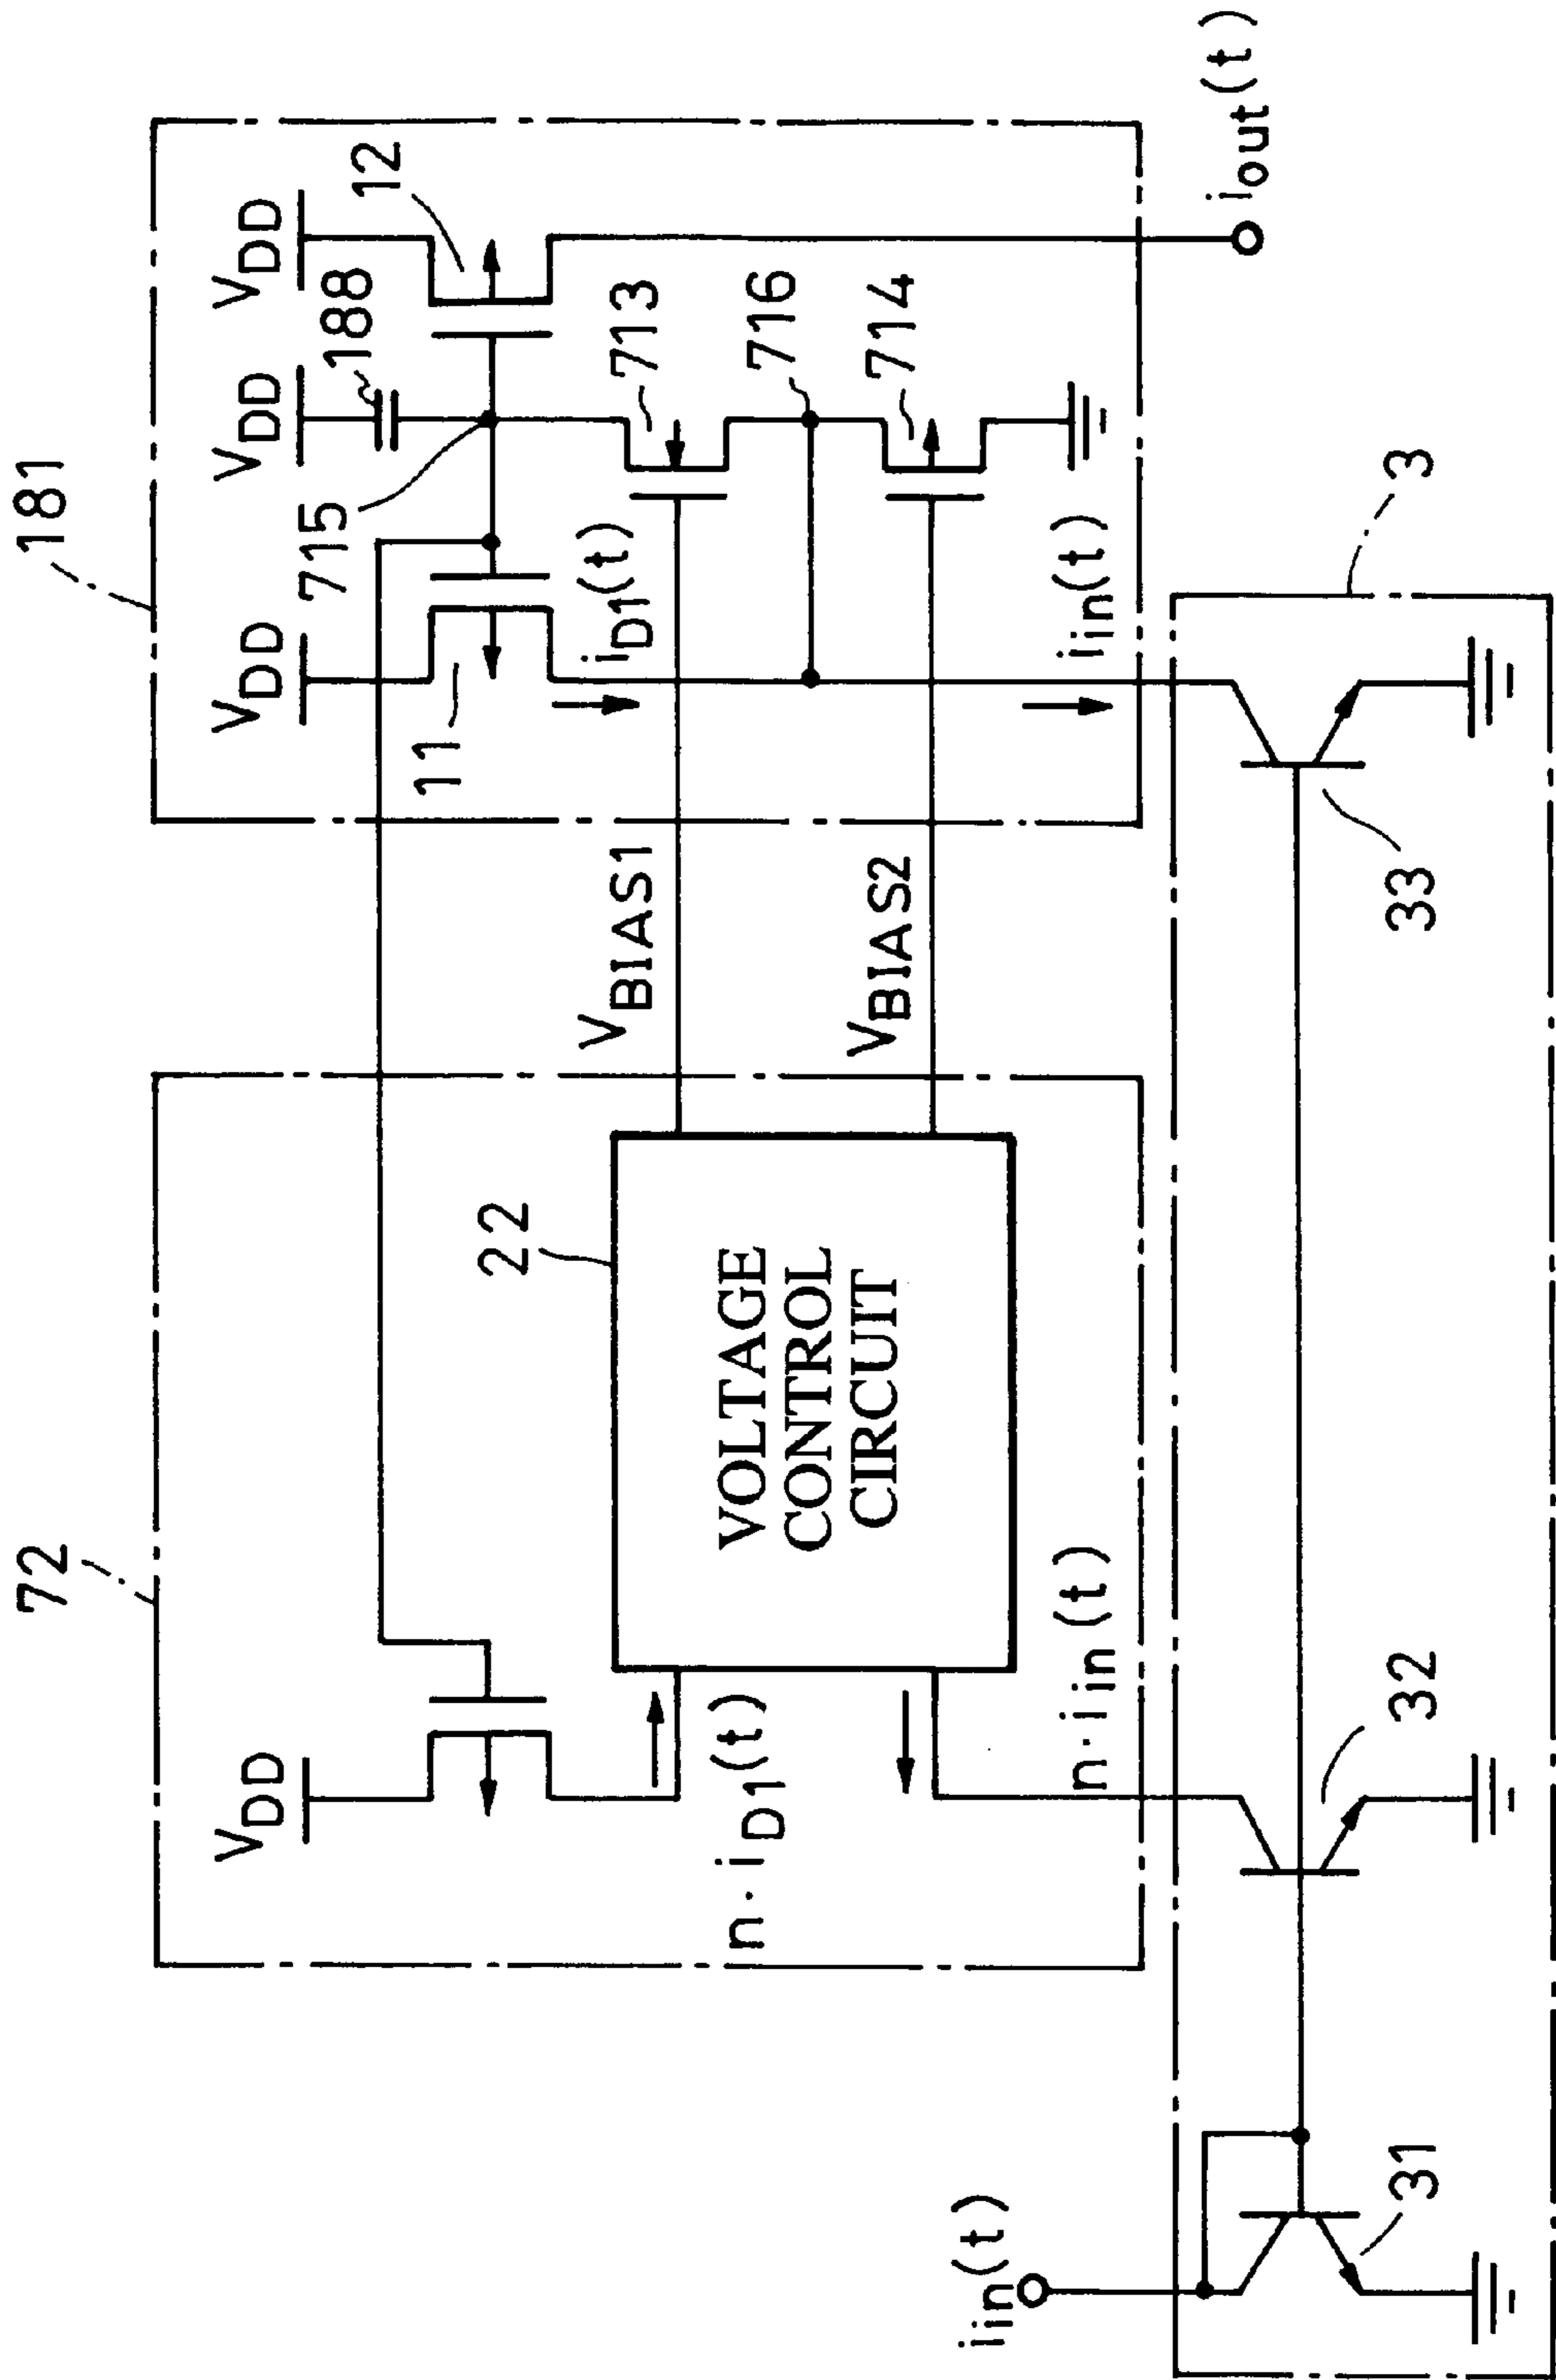 72
181
V_DD
22
VOLTAGE
CONTROL
CIRCUIT
n·i_D1(t)
n·i_in(t)
V_BIAS1
V_BIAS2
V_DD
V_DD
V_DD
188
12
715
11
i_D1(t)
713
716
714
i_in(t)
i_out(t)
i_in(t)
31
32
33
3